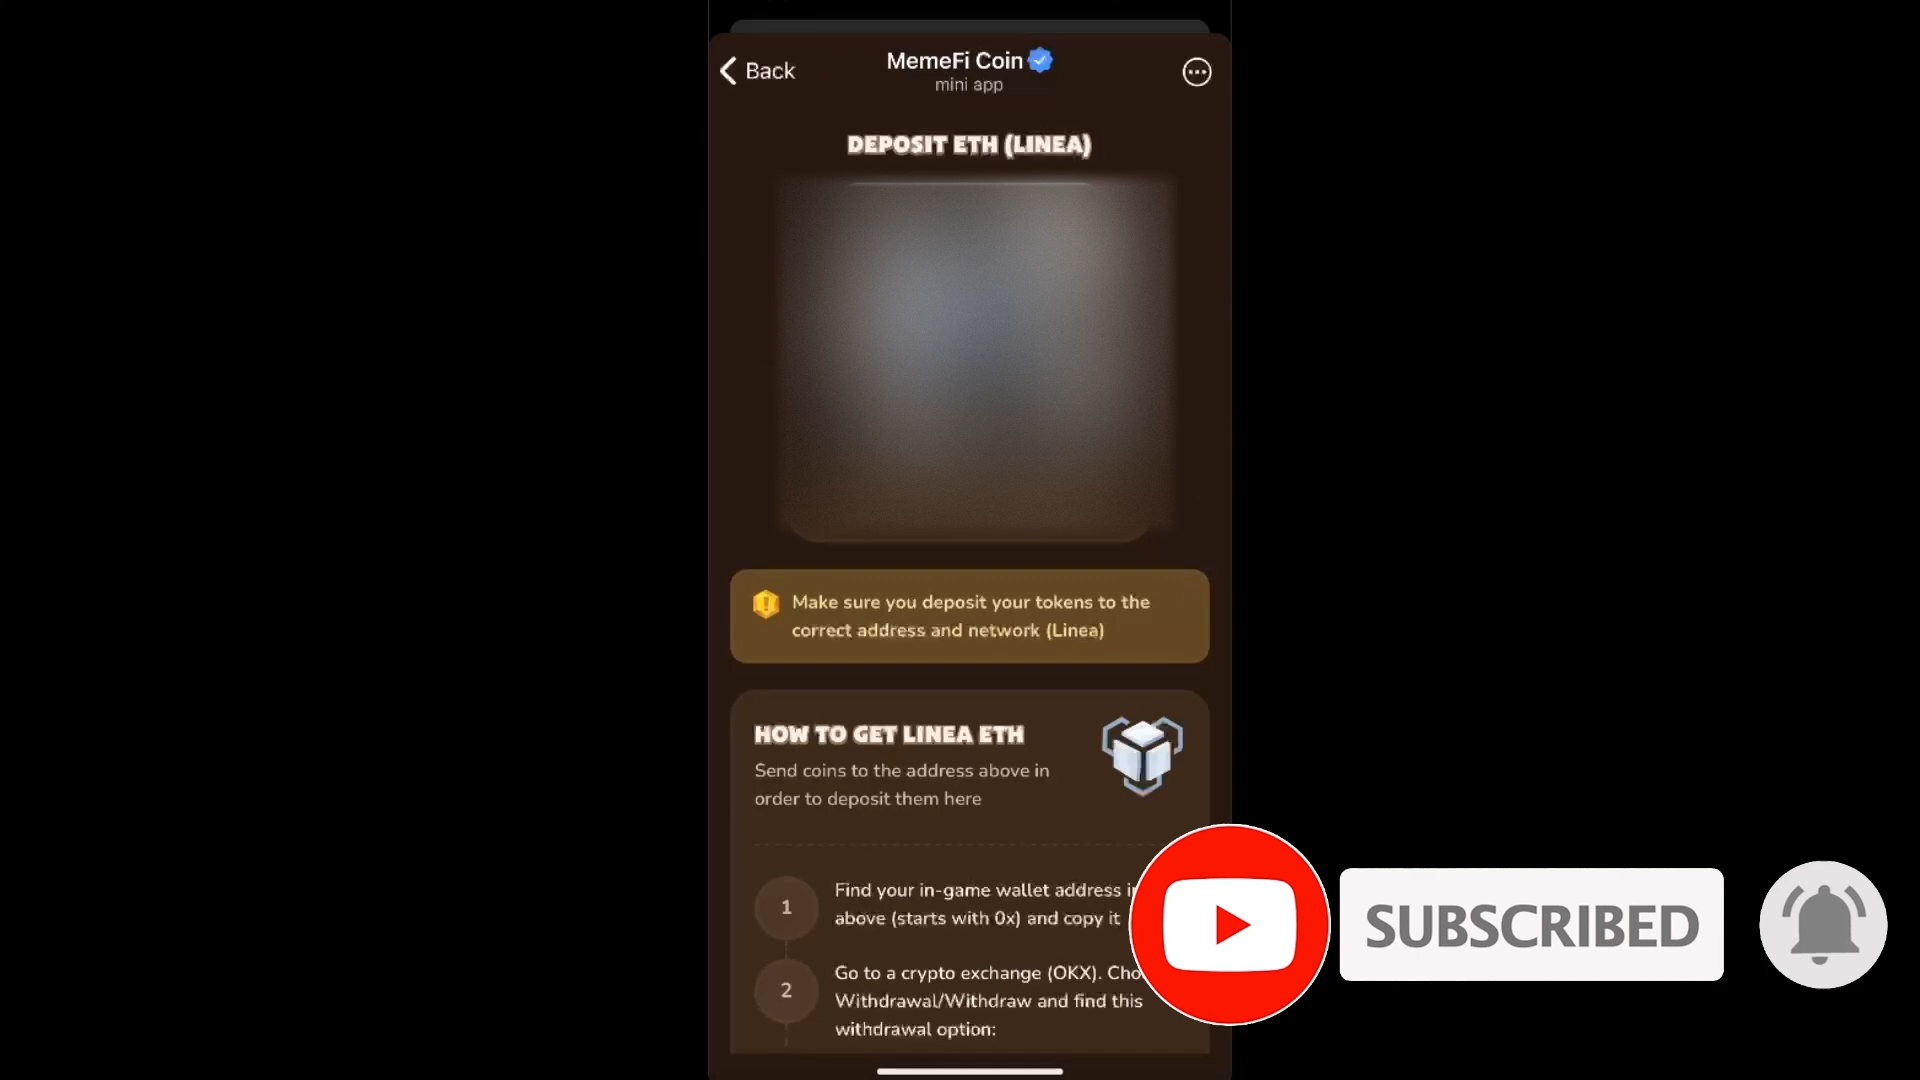 Back
MemeFi Coin
mini app
DEPOSIT ETH (LINEA)
Make sure you deposit your tokens to the
correct address and network (Linea)
HOW TO GET LINEA ETH
Send coins to the address above in
order to deposit them here
1
Find your in-game wallet address
above (starts with 0x) and copy it
2
Go to a crypto exchange (OKX).
Withdrawal/Withdraw and find this
withdrawal option:
SUBSCRIBED